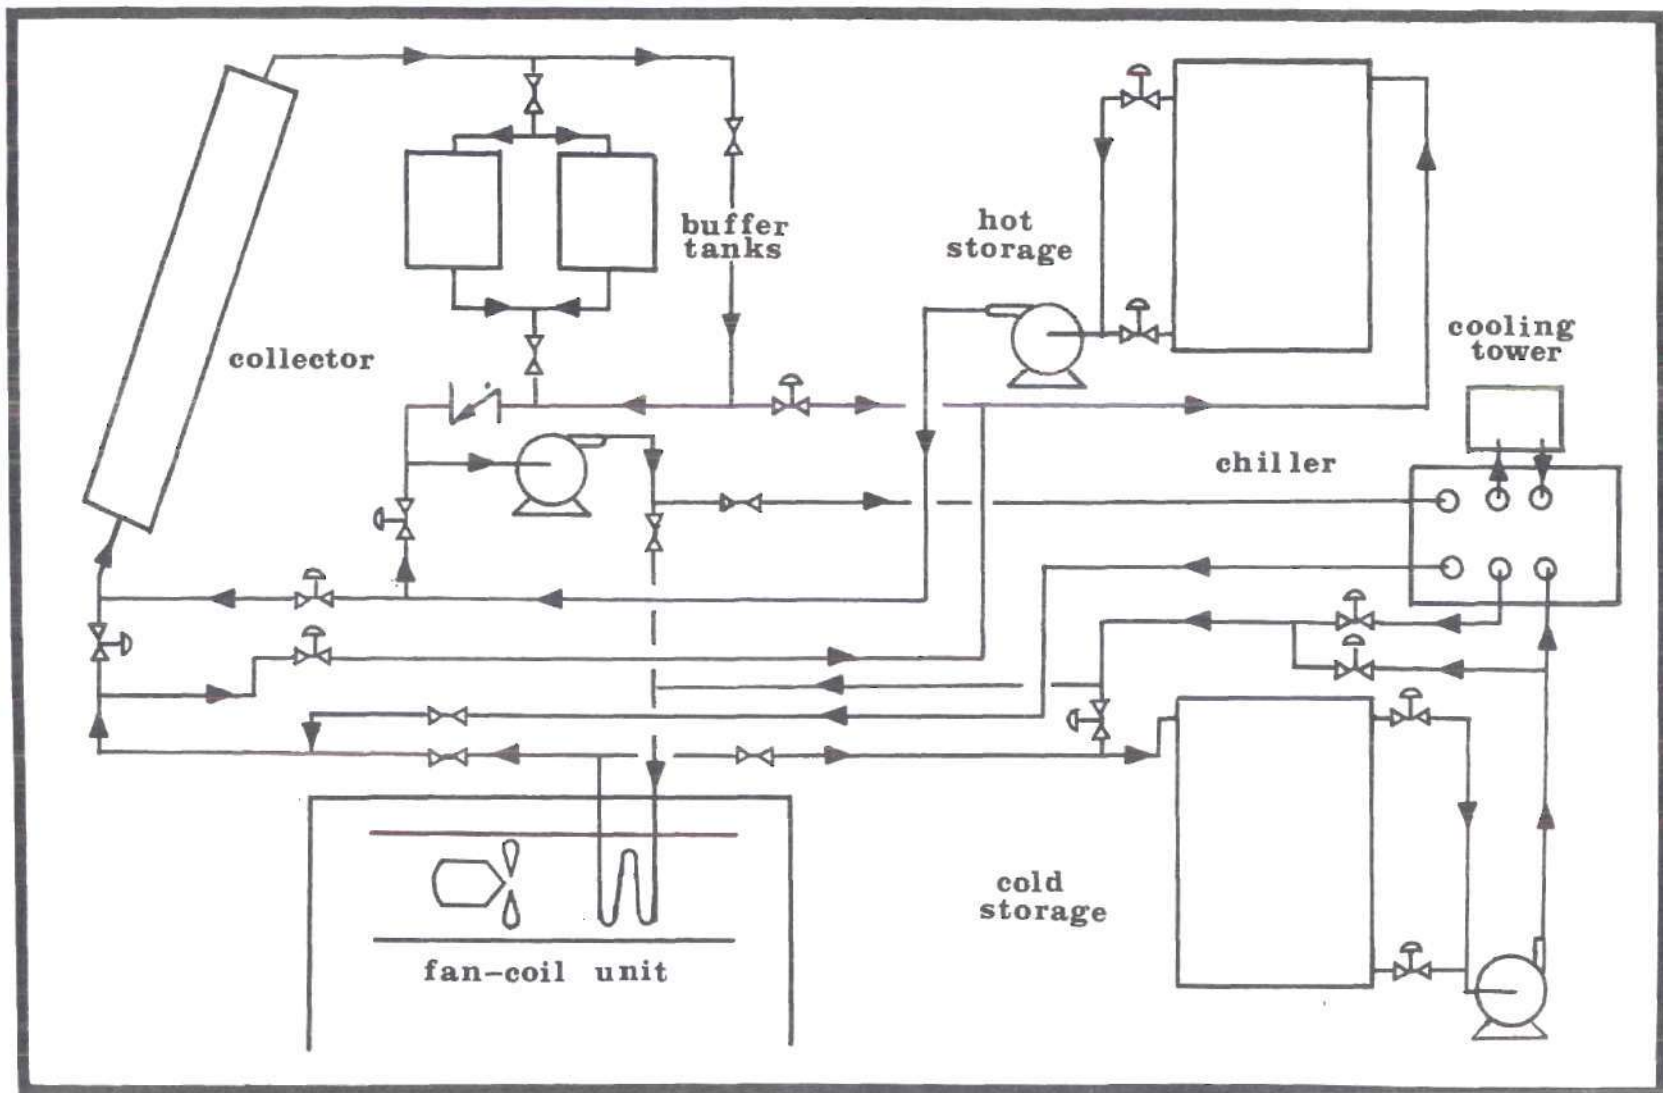 buffer
tanks
hot
storage
collector
cooling
tower
chiller
cold
storage
fan-coil unit